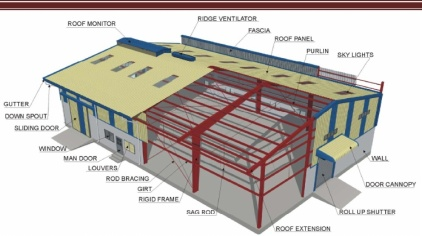 RIDGE VENTILATOR
ROOF MONITOR
FASCIA
ROOF PANEL
PURLIN
SKY LIGHTS
GUTTER
DOWN SPOUT
SLIDING DOOR
WINDOW
MAN DOOR
LOUVERS
ROD BRACING
GIRT
RIGID FRAME
SAG ROD
ROOF EXTENSION
ROLL UP SHUTTER
DOOR CANNOPY
WALL